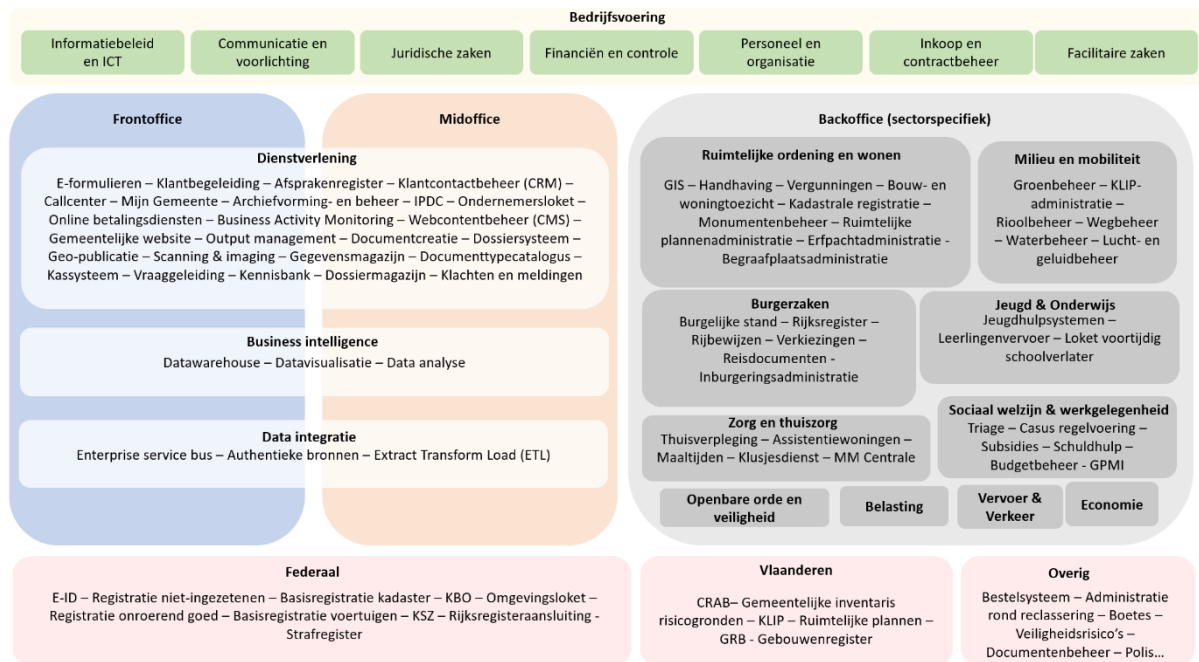 Bedrijfsvoering
Informatiebeleid
en ICT
Communicatie en
voorlichting
Juridische zaken
Financiën en controle
Personeel en
organisatie
Inkoop en
contractbeheer
Facilitaire zaken
Frontoffice
Midoffice
Dienstverlening
E-formulieren – Klantbegeleiding – Afsprakenregister – Klantcontactbeheer (CRM) –
Callcenter – Mijn Gemeente – Archiefvorming- en beheer – IPDC – Ondernemersloket –
Online betalingsdiensten – Business Activity Monitoring – Webcontentbeheer (CMS) –
Gemeentelijke website – Output management – Documentcreatie – Dossiersysteem –
Geo-publicatie – Scanning & imaging – Gegevensmagazijn – Documenttypecatalogus –
Kassysteem – Vraaggeleiding – Kennisbank – Dossiermagazijn – Klachten en meldingen
Business intelligence
Datawarehouse – Datavisualisatie – Data analyse
Data integratie
Enterprise service bus – Authentieke bronnen – Extract Transform Load (ETL)
Backoffice (sectorspecifiek)
Ruimtelijke ordening en wonen
GIS – Handhaving – Vergunningen – Bouw- en
woningtoezicht – Kadastrale registratie –
Monumentenbeheer – Ruimtelijke
plannenadministratie – Erfpachtadministratie -
Begraafplaatsadministratie
Milieu en mobiliteit
Groenbeheer – KLIP-
administratie –
Rioolbeheer – Wegbeheer
– Waterbeheer – Lucht- en
geluidbeheer
Burgerzaken
Burgelijke stand – Rijksregister –
Rijbewijzen – Verkiezingen –
Reisdocumenten -
Inburgeringsadministratie
Jeugd & Onderwijs
Jeugdhulpsystemen –
Leerlingenvervoer – Loket voortijdig
schoolverlater
Zorg en thuiszorg
Thuisverpleging – Assistentiewoningen –
Maaltijden – Klusjesdienst – MM Centrale
Sociaal welzijn & werkgelegenheid
Triage – Casus regelvoering –
Subsidies – Schuldhulp –
Budgetbeheer - GPMI
Openbare orde en
veiligheid
Belasting
Vervoer &
Verkeer
Economie
Federaal
E-ID – Registratie niet-ingezetenen – Basisregistratie kadaster – KBO – Omgevingsloket –
Registratie onroerend goed – Basisregistratie voertuigen – KSZ – Rijksregisteraansluiting -
Strafregister
Vlaanderen
CRAB– Gemeentelijke inventaris
risicogronden – KLIP – Ruimtelijke plannen –
GRB - Gebouwenregister
Overig
Bestelsysteem – Administratie
rond reclassering – Boetes –
Veiligheidsrisico's –
Documentenbeheer – Polis…